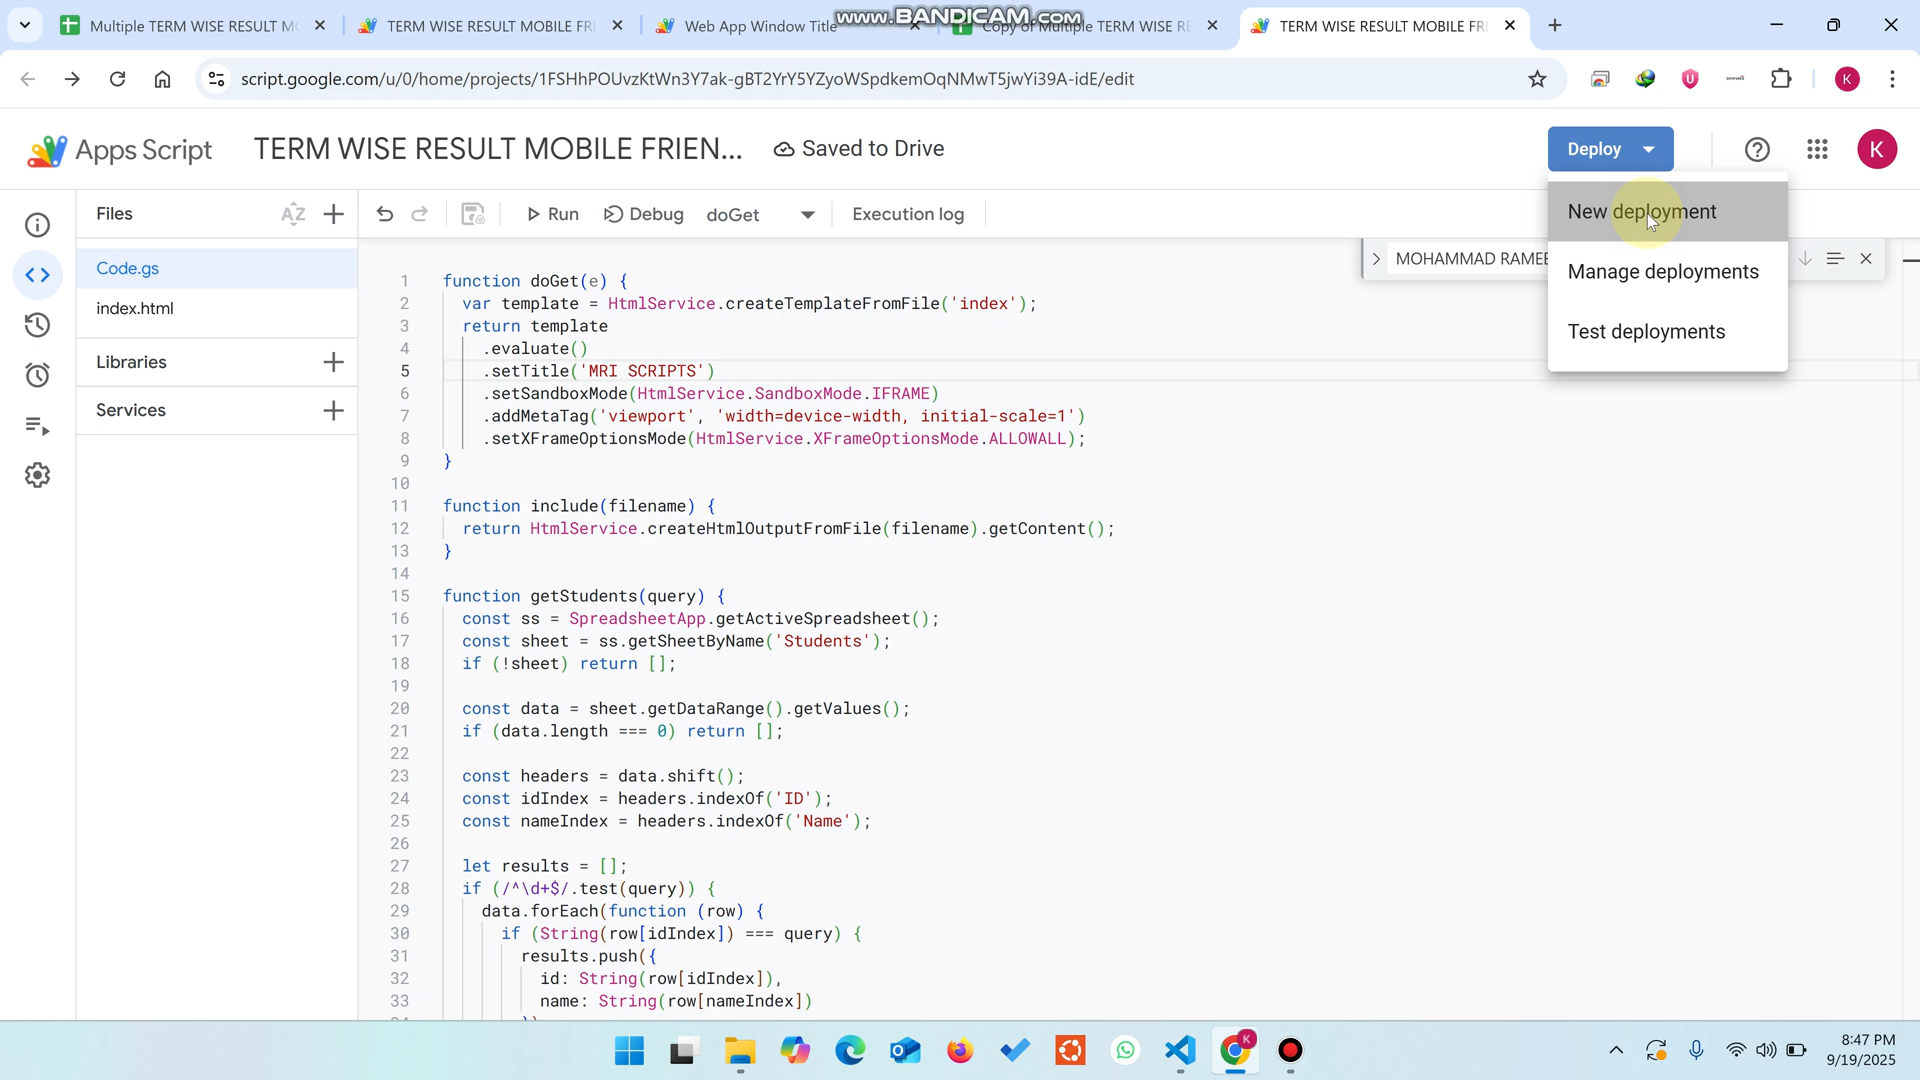 www.BANDICAM.com
Multiple TERM WISE RESULT M
TERM WISE RESULT MOBILE FRI
Web App Window Title
Copy of Multiple TERM WISE RE
TERM WISE RESULT MOBILE FRI
script.google.com/u/0/home/projects/1FSHhPOUvzKtWn3Y7ak-gBT2YrY5YZyoWSpdkemOqNMwT5jwYi39A-idE/edit
K
Apps Script
TERM WISE RESULT MOBILE FRIEN...
Saved to Drive
Deploy
K
Files
AZ
Run
Debug
doGet
Execution log
New deployment
Manage deployments
Test deployments
MOHAMMAD RAMEE
Code.gs
index.html
Libraries
Services
1 function doGet(e) {
2 var template = HtmlService.createTemplateFromFile('index');
3 return template
4 .evaluate()
5 .setTitle('MRI SCRIPTS')
6 .setSandboxMode(HtmlService.SandboxMode.IFRAME)
7 .addMetaTag('viewport', 'width=device-width, initial-scale=1')
8 .setXFrameOptionsMode(HtmlService.XFrameOptionsMode.ALLOWALL);
9 }
10
11 function include(filename) {
12 return HtmlService.createHtmlOutputFromFile(filename).getContent();
13 }
14
15 function getStudents(query) {
16 const ss = SpreadsheetApp.getActiveSpreadsheet();
17 const sheet = ss.getSheetByName('Students');
18 if (!sheet) return [];
19
20 const data = sheet.getDataRange().getValues();
21 if (data.length === 0) return [];
22
23 const headers = data.shift();
24 const idIndex = headers.indexOf('ID');
25 const nameIndex = headers.indexOf('Name');
26
27 let results = [];
28 if (/^\d+$/.test(query)) {
29 data.forEach(function (row) {
30 if (String(row[idIndex]) === query) {
31 results.push({
32 id: String(row[idIndex]),
33 name: String(row[nameIndex])
K
8:47 PM
9/19/2025